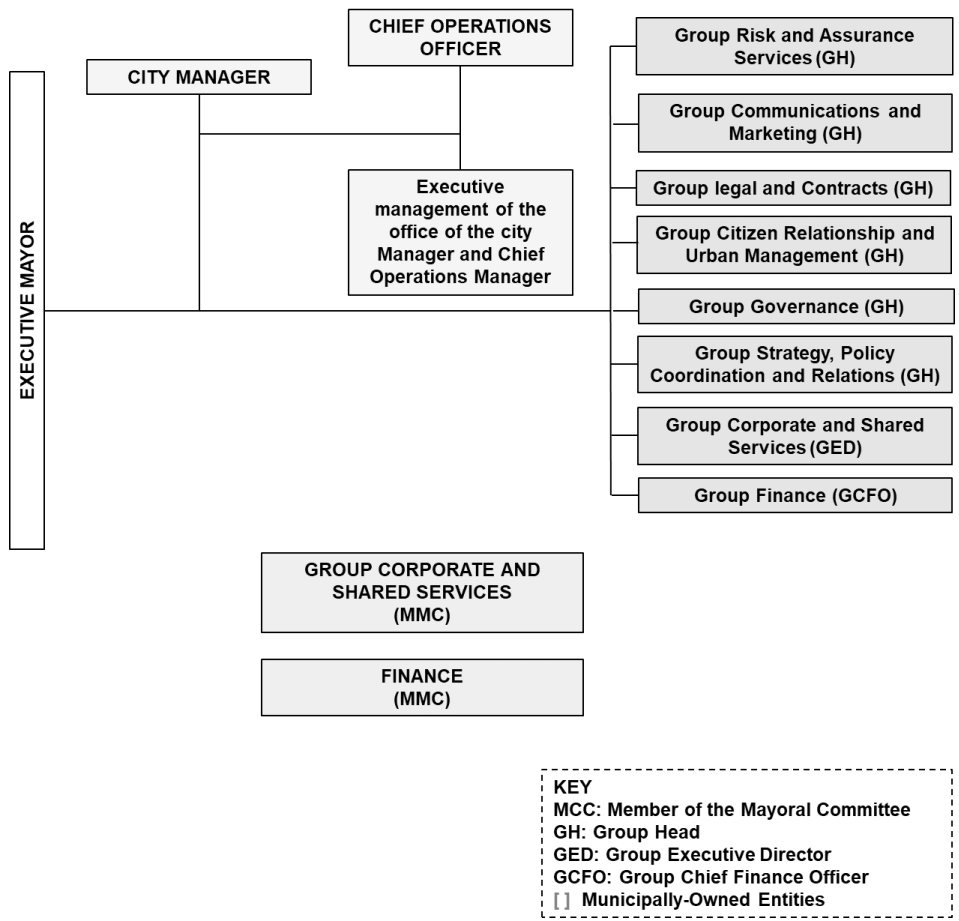 CHIEF OPERATIONS
OFFICER
CITY MANAGER
Executive
management of the
office of the city
Manager and Chief
Operations Manager
EXECUTIVE MAYOR
Group Risk and Assurance
Services (GH)
Group Communications and
Marketing (GH)
Group legal and Contracts (GH)
Group Citizen Relationship and
Urban Management (GH)
Group Governance (GH)
Group Strategy, Policy
Coordination and Relations (GH)
Group Corporate and Shared
Services (GED)
Group Finance (GCFO)
GROUP CORPORATE AND
SHARED SERVICES
(MMC)
FINANCE
(MMC)
KEY
MCC: Member of the Mayoral Committee
GH: Group Head
GED: Group Executive Director
GCFO: Group Chief Finance Officer
[ ] Municipally-Owned Entities